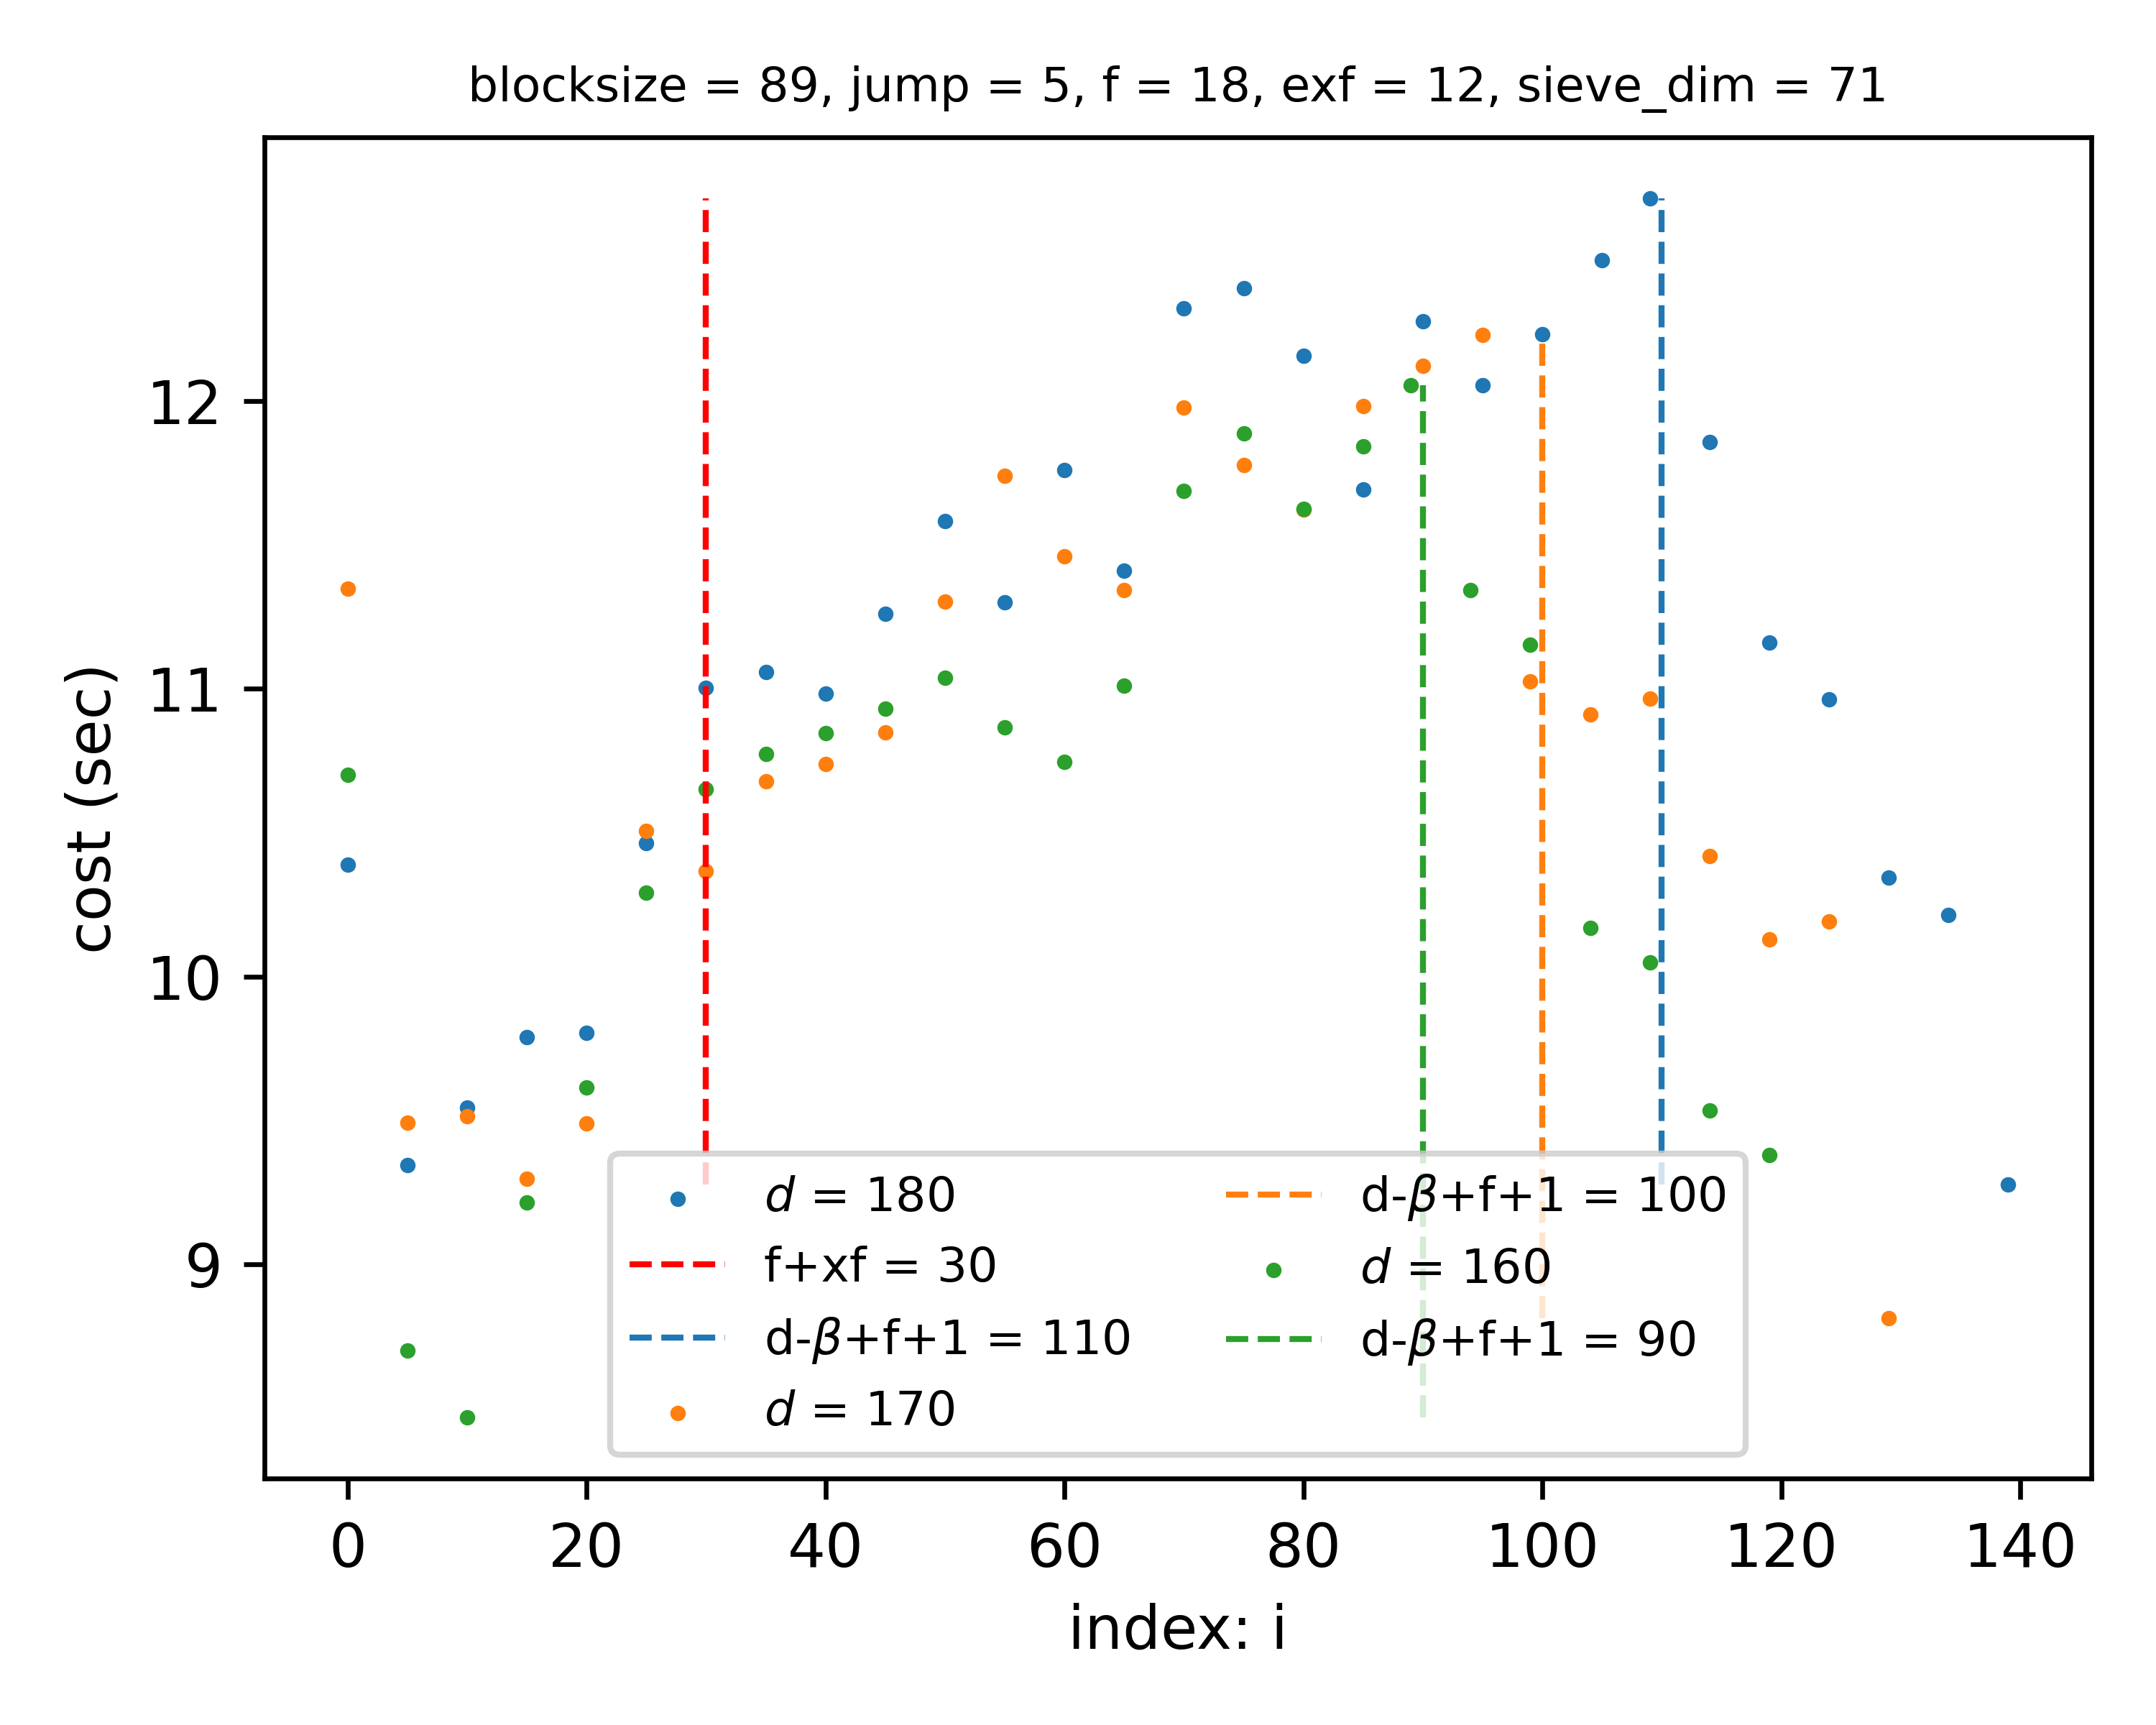 blocksize = 89, jump = 5, f = 18, exf = 12, sieve_dim = 71
cost (sec)
12
11
10
9
d = 180
f+xf = 30
d-β+f+1 = 110
d = 170
d-β+f+1 = 100
d = 160
d-β+f+1 = 90
0 20 40 60 80 100 120 140
index: i